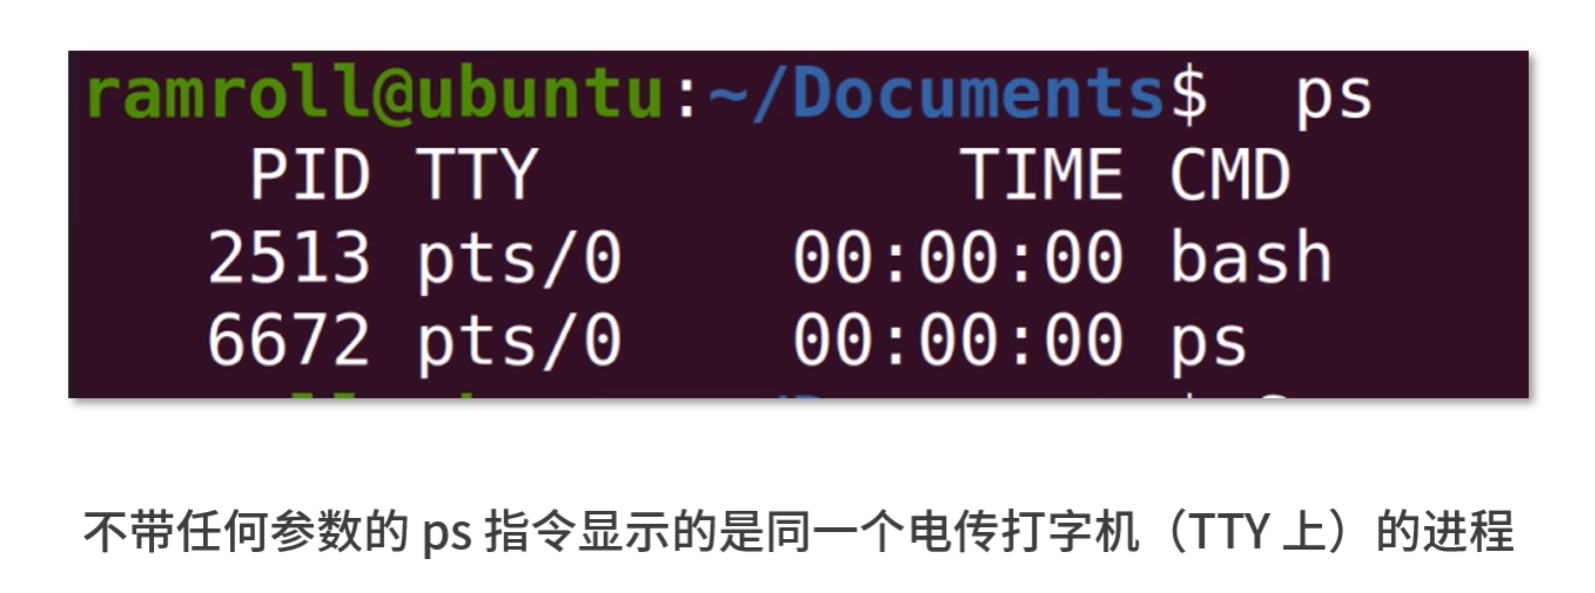 ramroll@ubuntu:~/Documents$  ps
PID TTY TIME CMD
2513 pts/0 00:00:00 bash
6672 pts/0 00:00:00 ps
不带任何参数的 ps 指令显示的是同一个电传打字机（TTY 上）的进程